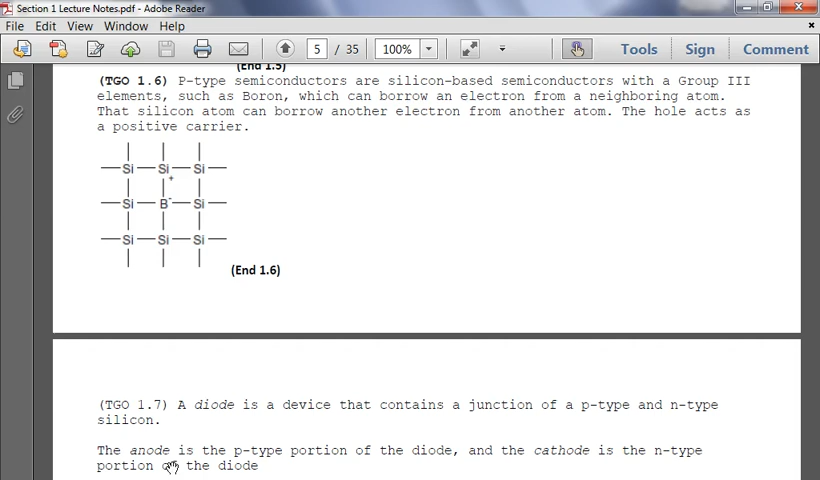 Section 1 Lecture Notes.pdf - Adobe Reader
File Edit View Window Help
5 / 35 100% Tools Sign Comment
(End 1.5)
(TGO 1.6) P-type semiconductors are silicon-based semiconductors with a Group III
elements, such as Boron, which can borrow an electron from a neighboring atom.
That silicon atom can borrow another electron from another atom. The hole acts as
a positive carrier.
Si Si Si
+
Si B- Si
Si Si Si
(End 1.6)
(TGO 1.7) A diode is a device that contains a junction of a p-type and n-type
silicon.
The anode is the p-type portion of the diode, and the cathode is the n-type
portion of the diode